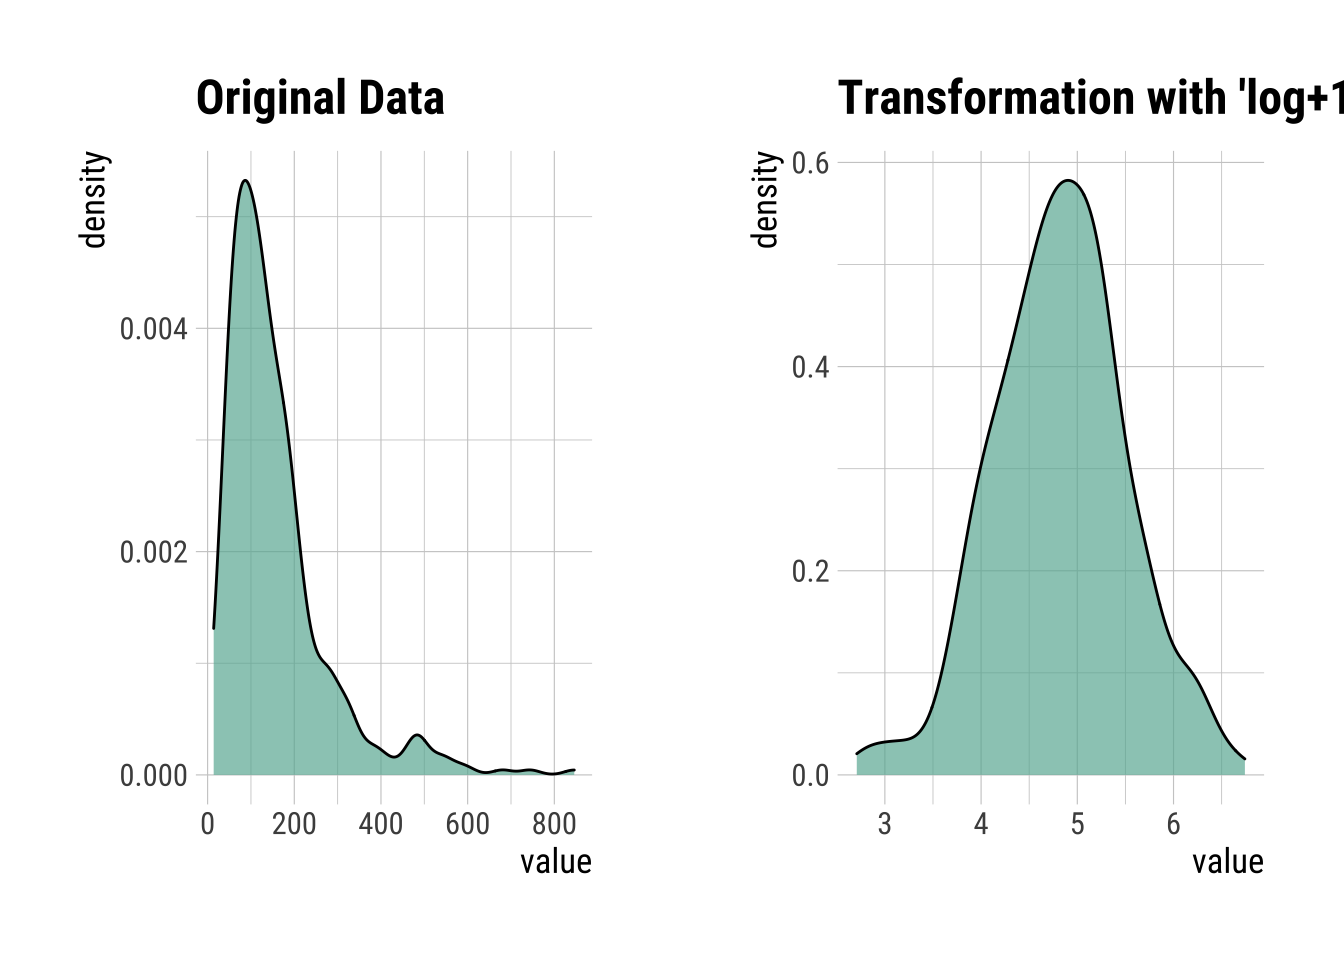 Original Data
density
0.004
0.002
0.000
0 200 400 600 800
value
Transformation with 'log+1
density
0.6
0.4
0.2
0.0
3 4 5 6
value